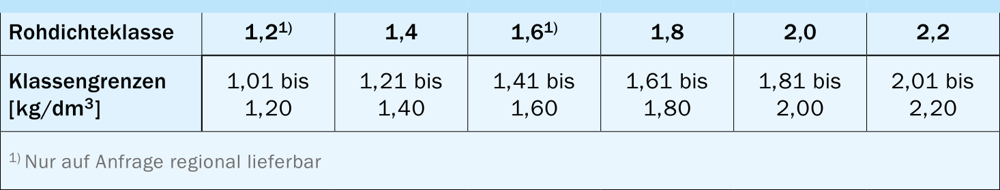 Rohdichteklasse 1,2¹⁾ 1,4 1,6¹⁾ 1,8 2,0 2,2
Klassengrenzen 1,01 bis 1,21 bis 1,41 bis 1,61 bis 1,81 bis 2,01 bis
[kg/dm³] 1,20 1,40 1,60 1,80 2,00 2,20
¹⁾ Nur auf Anfrage regional lieferbar